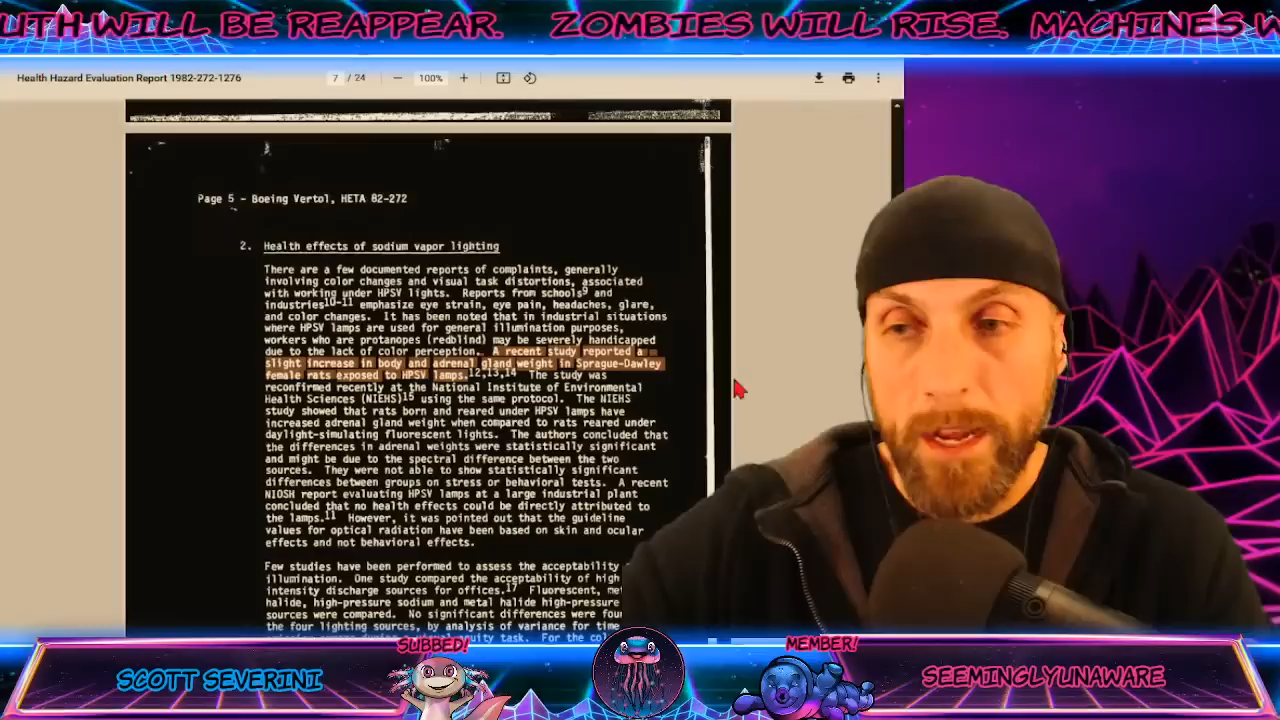 UTH WILL BE REAPPEAR. ZOMBIES WILL RISE. MACHINES W
Health Hazard Evaluation Report 1982-272-1276
7 / 24
100%
Page 5 - Boeing Vertol, HETA 82-272
2. Health effects of sodium vapor lighting
There are a few documented reports of complaints, generally
involving color changes and visual task distortions, associated
with working under HPSV lights. Reports from schools9 and
industries10-11 emphasize eye strain, eye pain, headaches, glare,
and color changes. It has been noted that in industrial situations
where HPSV lamps are used for general illumination purposes,
workers who are protanopes (redblind) may be severely handicapped
due to the lack of color perception. A recent study reported a
slight increase in body and adrenal gland weight in Sprague-Dawley
female rats exposed to HPSV lamps.12,13,14 The study was
reconfirmed recently at the National Institute of Environmental
Health Sciences (NIEHS)15 using the same protocol. The NIEHS
study showed that rats born and reared under HPSV lamps have
increased adrenal gland weight when compared to rats reared under
daylight-simulating fluorescent lights. The authors concluded that
the differences in adrenal weights were statistically significant
and might be due to the spectral difference between the two
sources. They were not able to show statistically significant
differences between groups on stress or behavioral tests. A recent
NIOSH report evaluating HPSV lamps at a large industrial plant
concluded that no health effects could be directly attributed to
the lamps.11 However, it was pointed out that the guideline
values for optical radiation have been based on skin and ocular
effects and not behavioral effects.
Few studies have been performed to assess the acceptability
illumination. One study compared the acceptability of high
intensity discharge sources for offices.17 Fluorescent, me
halide, high-pressure sodium and metal halide high-pressure
sources were compared. No significant differences were fou
the four lighting sources, by analysis of variance for time
SUBBED!
MEMBER!
SCOTT SEVERINI
SEEMINGLYUNAWARE